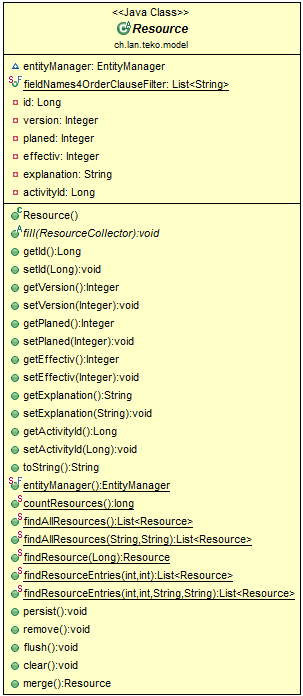 <<Java Class>>
Resource
ch.lan.teko.model
entityManager: EntityManager
fieldNames4OrderClauseFilter: List<String>
id: Long
version: Integer
planed: Integer
effectiv: Integer
explanation: String
activityId: Long
Resource()
fill(ResourceCollector):void
getId():Long
setId(Long):void
getVersion():Integer
setVersion(Integer):void
getPlaned():Integer
setPlaned(Integer):void
getEffectiv():Integer
setEffectiv(Integer):void
getExplanation():String
setExplanation(String):void
getActivityId():Long
setActivityId(Long):void
toString():String
entityManager():EntityManager
countResources():long
findAllResources():List<Resource>
findAllResources(String,String):List<Resource>
findResource(Long):Resource
findResourceEntries(int,int):List<Resource>
findResourceEntries(int,int,String,String):List<Resource>
persist():void
remove():void
flush():void
clear():void
merge():Resource